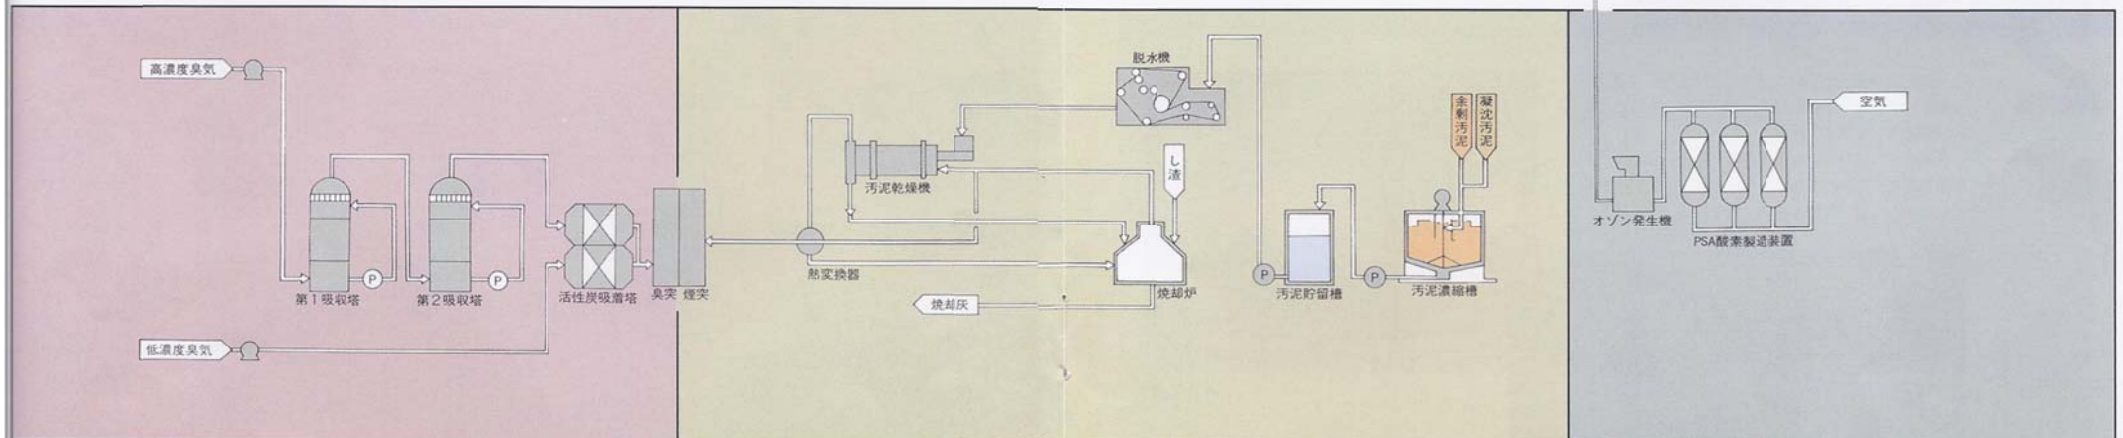 高濃度臭気
第1吸収塔
P
第2吸収塔
P
活性炭吸着塔
臭突
煙突
低濃度臭気
脱水機
汚泥乾燥機
し渣
熱変換器
焼却炉
焼却灰
P
汚泥貯留槽
P
余剰汚泥
凝沈汚泥
汚泥濃縮槽
オゾン発生機
PSA酸素製造装置
空気